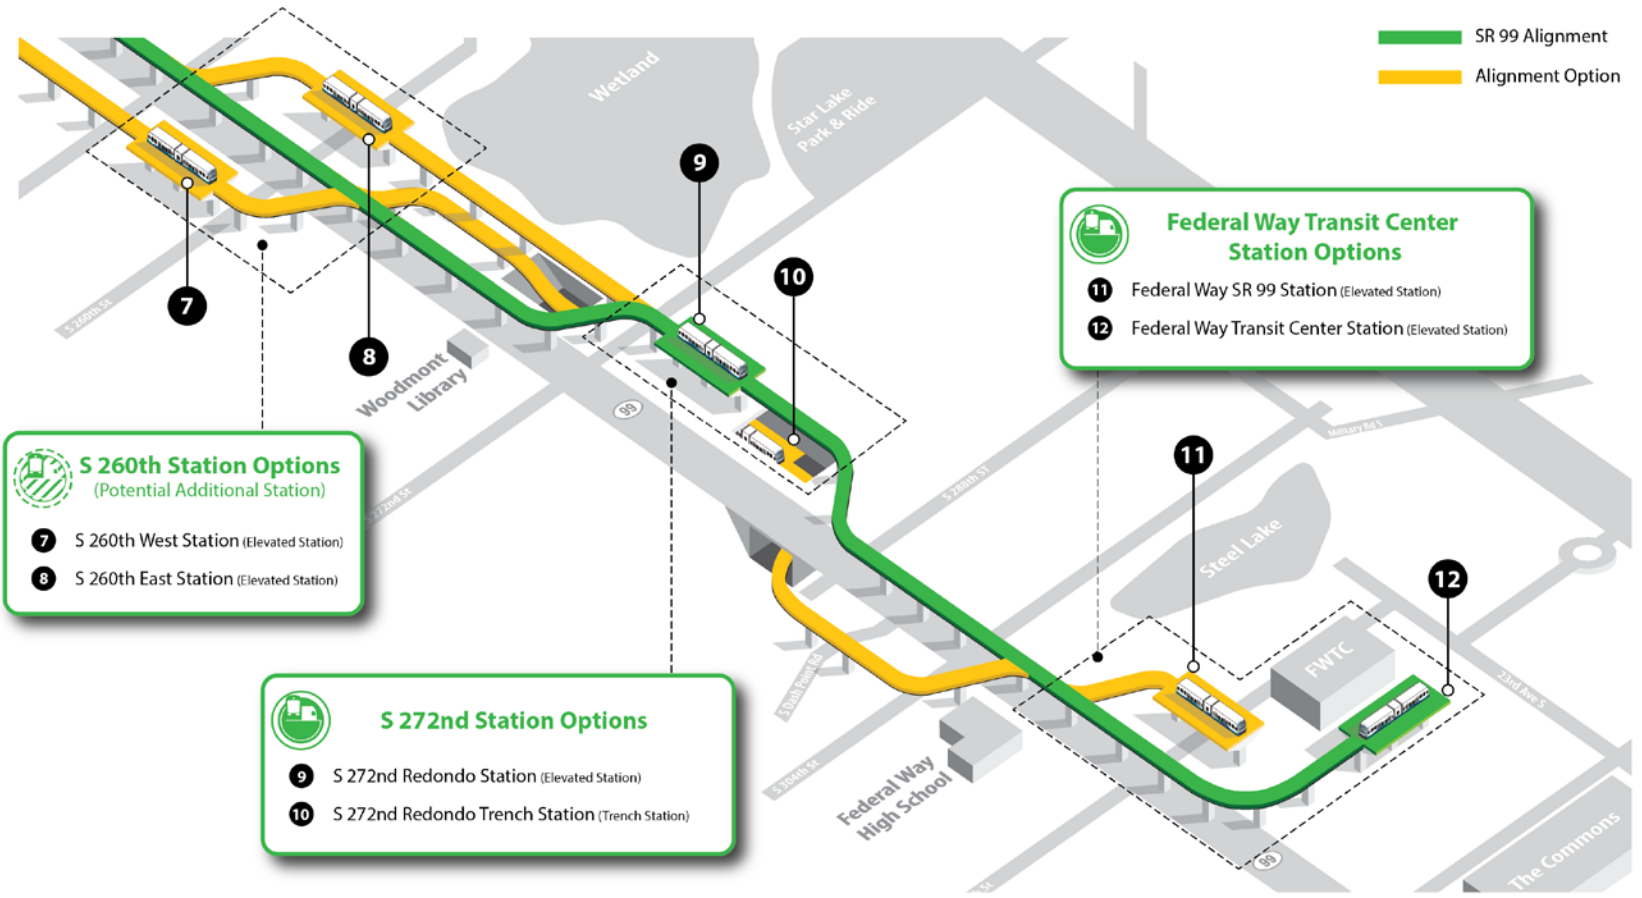 SR 99 Alignment
Alignment Option
Wetland
Star Lake
Park & Ride
9
10
7
8
S 260th St
Woodmont
Library
99
Federal Way Transit Center
Station Options
11 Federal Way SR 99 Station (Elevated Station)
12 Federal Way Transit Center Station (Elevated Station)
Military Rd S
S 260th Station Options
(Potential Additional Station)
7 S 260th West Station (Elevated Station)
8 S 260th East Station (Elevated Station)
S 272nd St
S 288th ST
11
Steel Lake
12
S 272nd Station Options
9 S 272nd Redondo Station (Elevated Station)
10 S 272nd Redondo Trench Station (Trench Station)
S Dash Point Rd
FWTC
23rd Ave S
S 304th St
Federal Way
High School
99
The Commons
St